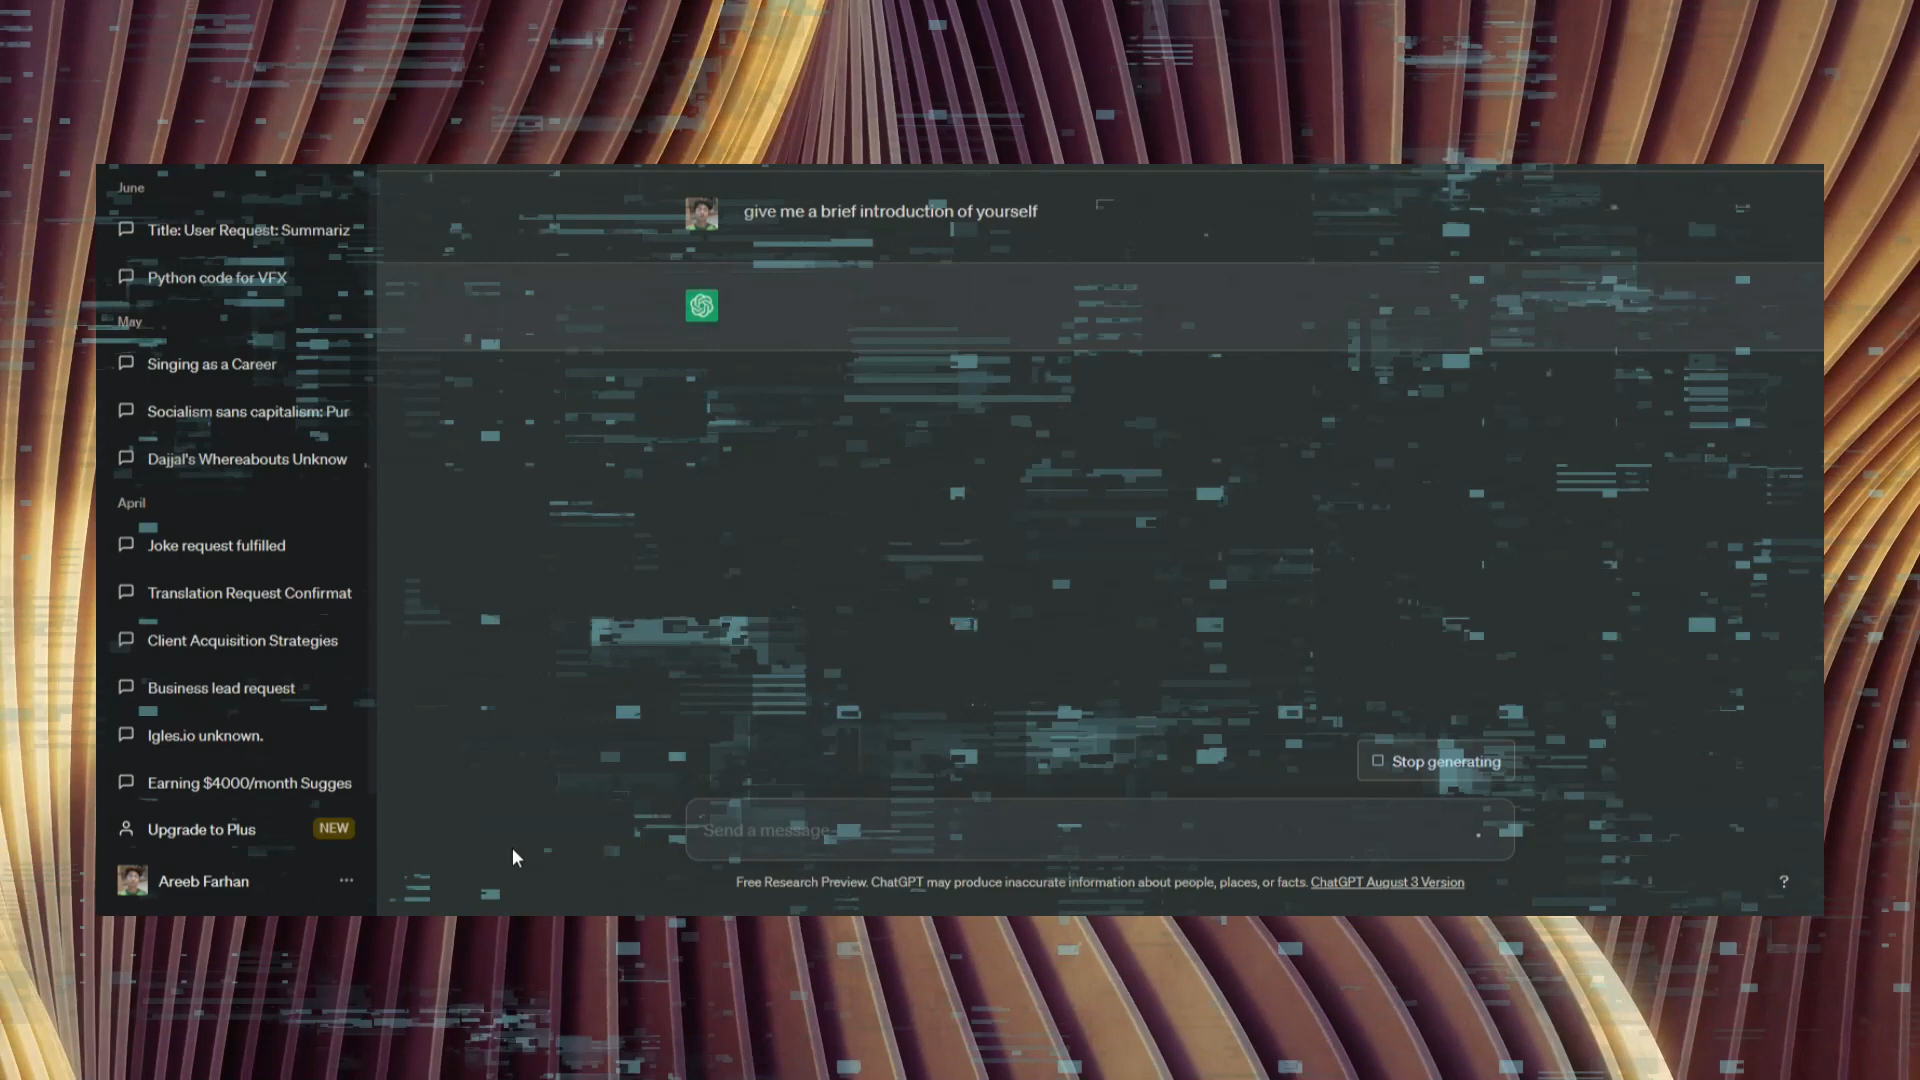 June
Title: User Request: Summariz
Python code for VFX
May
Singing as a Career
Socialism sans capitalism: Pur
Dajjal's Whereabouts Unknow
April
Joke request fulfilled
Translation Request Confirmat
Client Acquisition Strategies
Business lead request
Igles.io unknown.
Earning $4000/month Sugges
Upgrade to Plus NEW
Areeb Farhan ...
give me a brief introduction of yourself
Stop generating
Send a message
Free Research Preview. ChatGPT may produce inaccurate information about people, places, or facts. ChatGPT August 3 Version
?